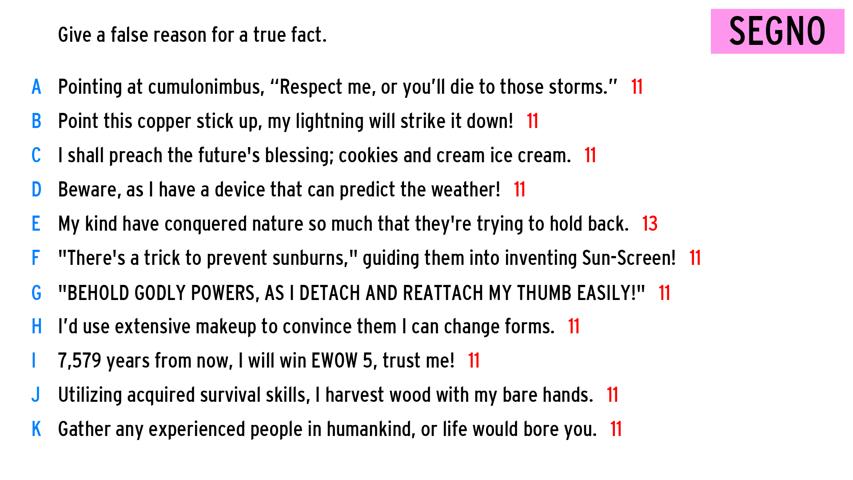 Give a false reason for a true fact.
SEGNO
A Pointing at cumulonimbus, “Respect me, or you’ll die to those storms.” 11
B Point this copper stick up, my lightning will strike it down! 11
C I shall preach the future's blessing; cookies and cream ice cream. 11
D Beware, as I have a device that can predict the weather! 11
E My kind have conquered nature so much that they're trying to hold back. 13
F "There's a trick to prevent sunburns," guiding them into inventing Sun-Screen! 11
G "BEHOLD GODLY POWERS, AS I DETACH AND REATTACH MY THUMB EASILY!" 11
H I’d use extensive makeup to convince them I can change forms. 11
I 7,579 years from now, I will win EWOW 5, trust me! 11
J Utilizing acquired survival skills, I harvest wood with my bare hands. 11
K Gather any experienced people in humankind, or life would bore you. 11